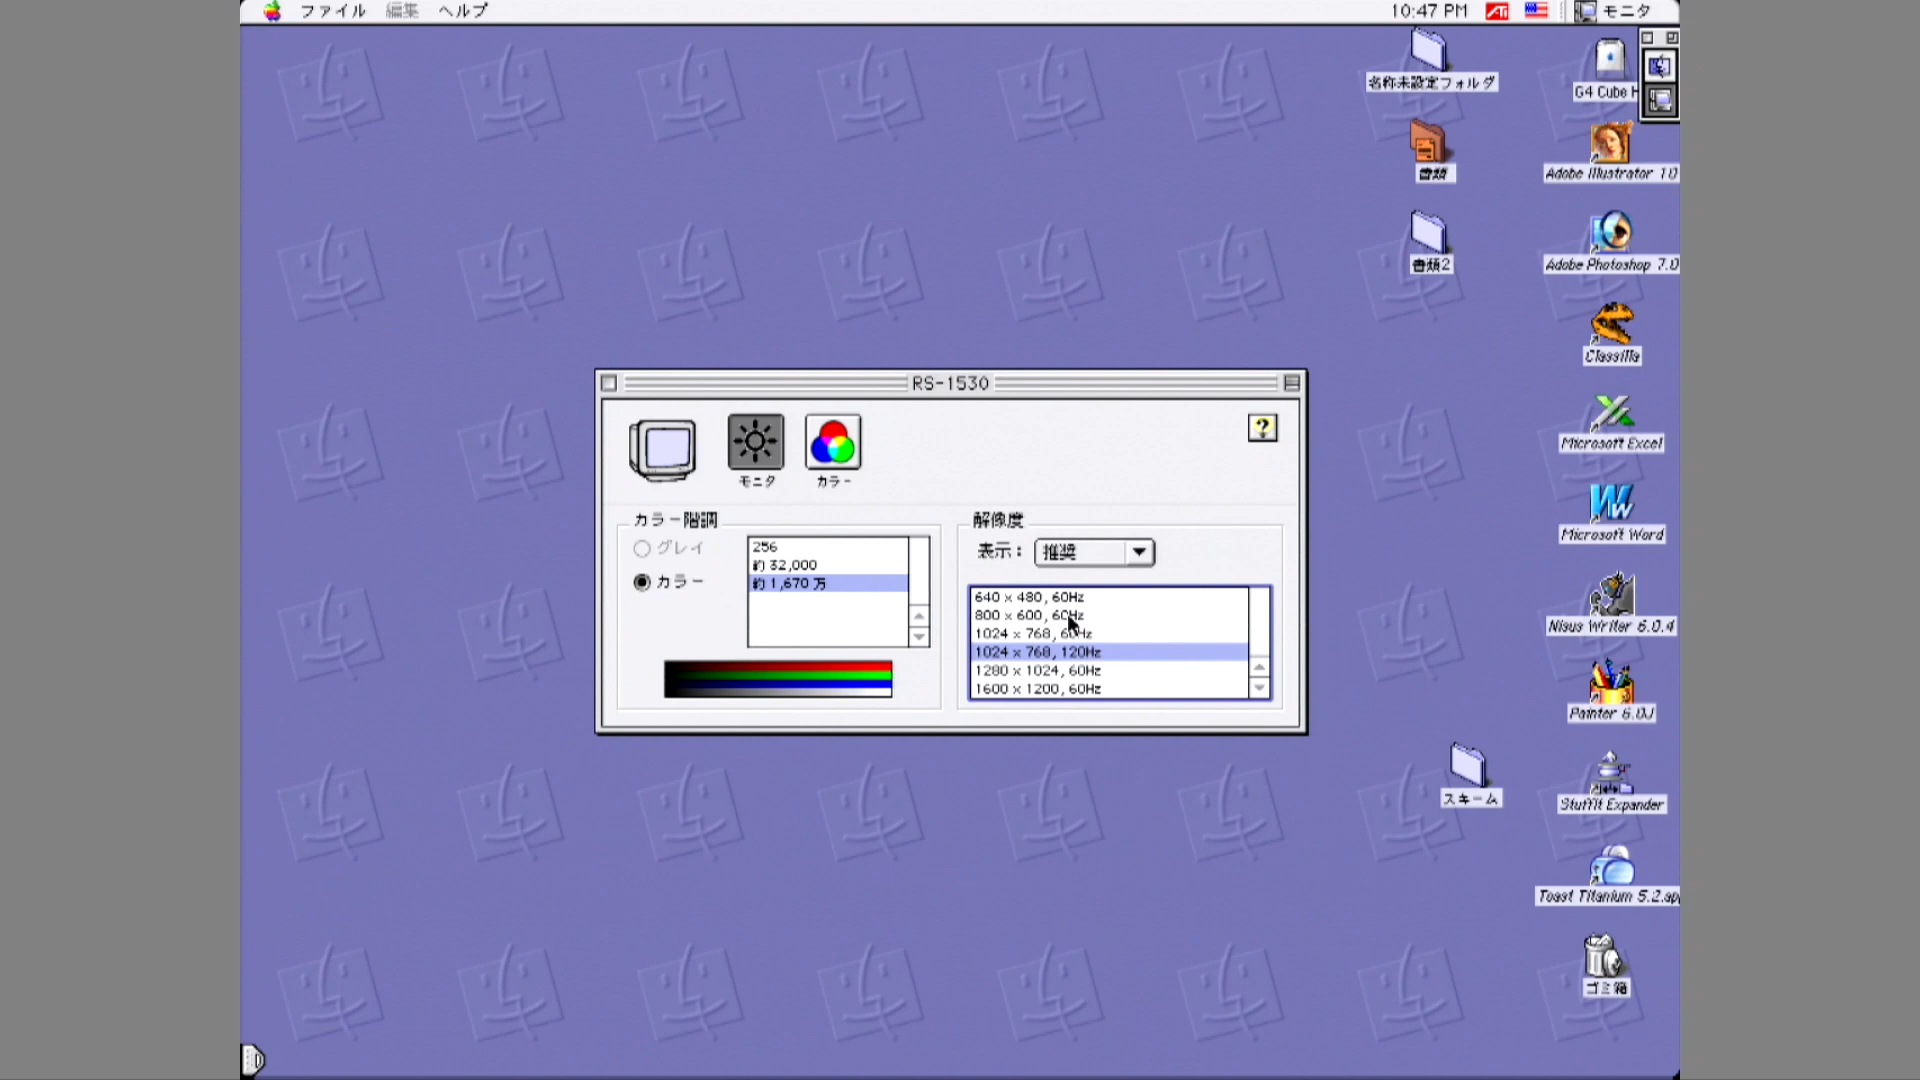 ファイル 編集 ヘルプ 10:47 PM ATI モニタ
名称未設定フォルダ
G4 Cube H
書類
Adobe Illustrator 10
書類2
Adobe Photoshop 7.0
Classilla
RS-1530
?
モニタ カラー
Microsoft Excel
カラー階調
グレイ
カラー
256
約 32,000
約 1,670 万
解像度
表示： 推奨
640 x 480, 60Hz
800 x 600, 60Hz
1024 x 768, 60Hz
1024 x 768, 120Hz
1280 x 1024, 60Hz
1600 x 1200, 60Hz
Microsoft Word
Nisus Writer 6.0.4
Painter 6.0J
スキーム
StuffIt Expander
Toast Titanium 5.2.ap
ゴミ箱